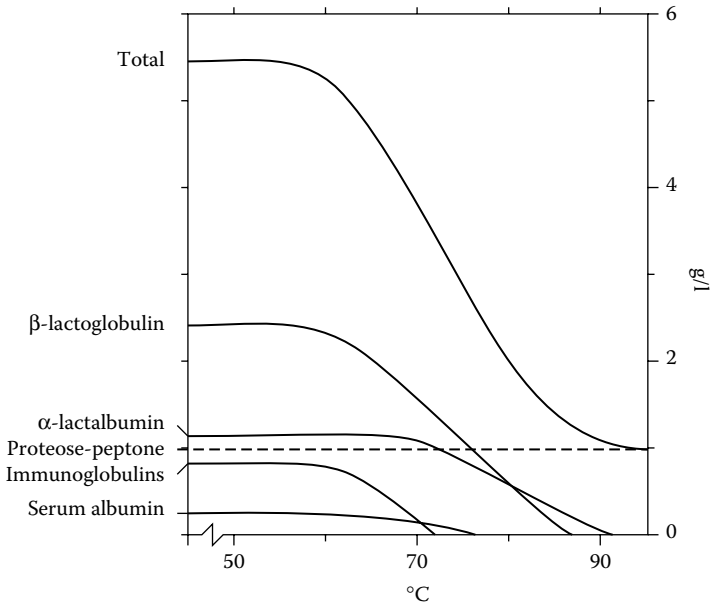 Total
β-lactoglobulin
α-lactalbumin
Proteose-peptone
Immunoglobulins
Serum albumin
6
4
2
0
g/l
50 70 90
°C